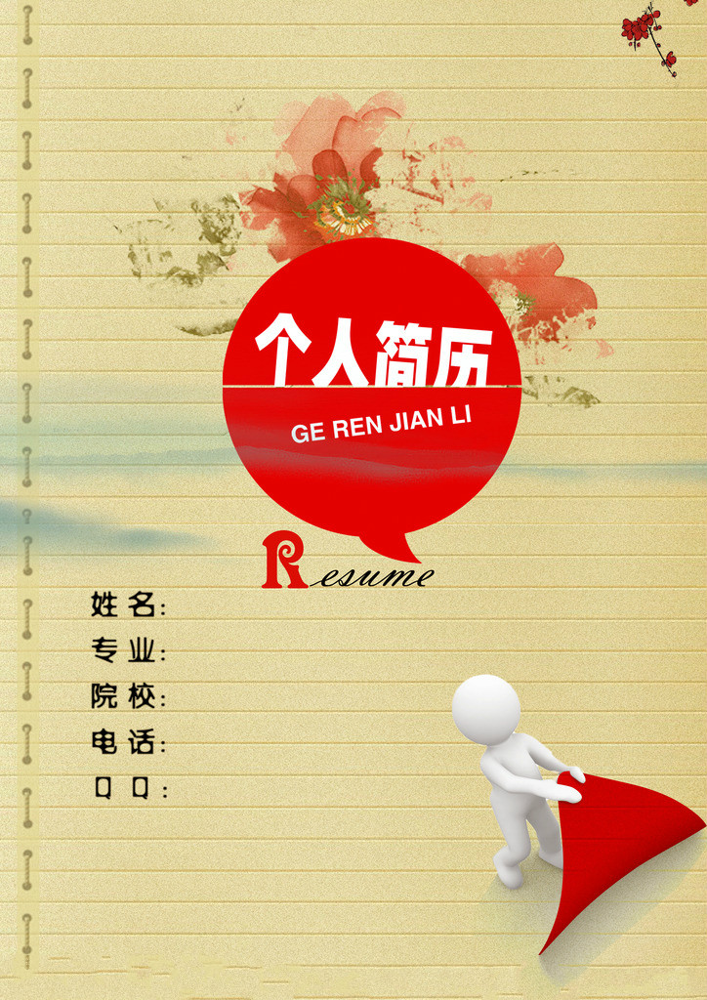 个人简历
GE REN JIAN LI
Resume
姓 名:
专 业:
院 校:
电 话:
Q Q :